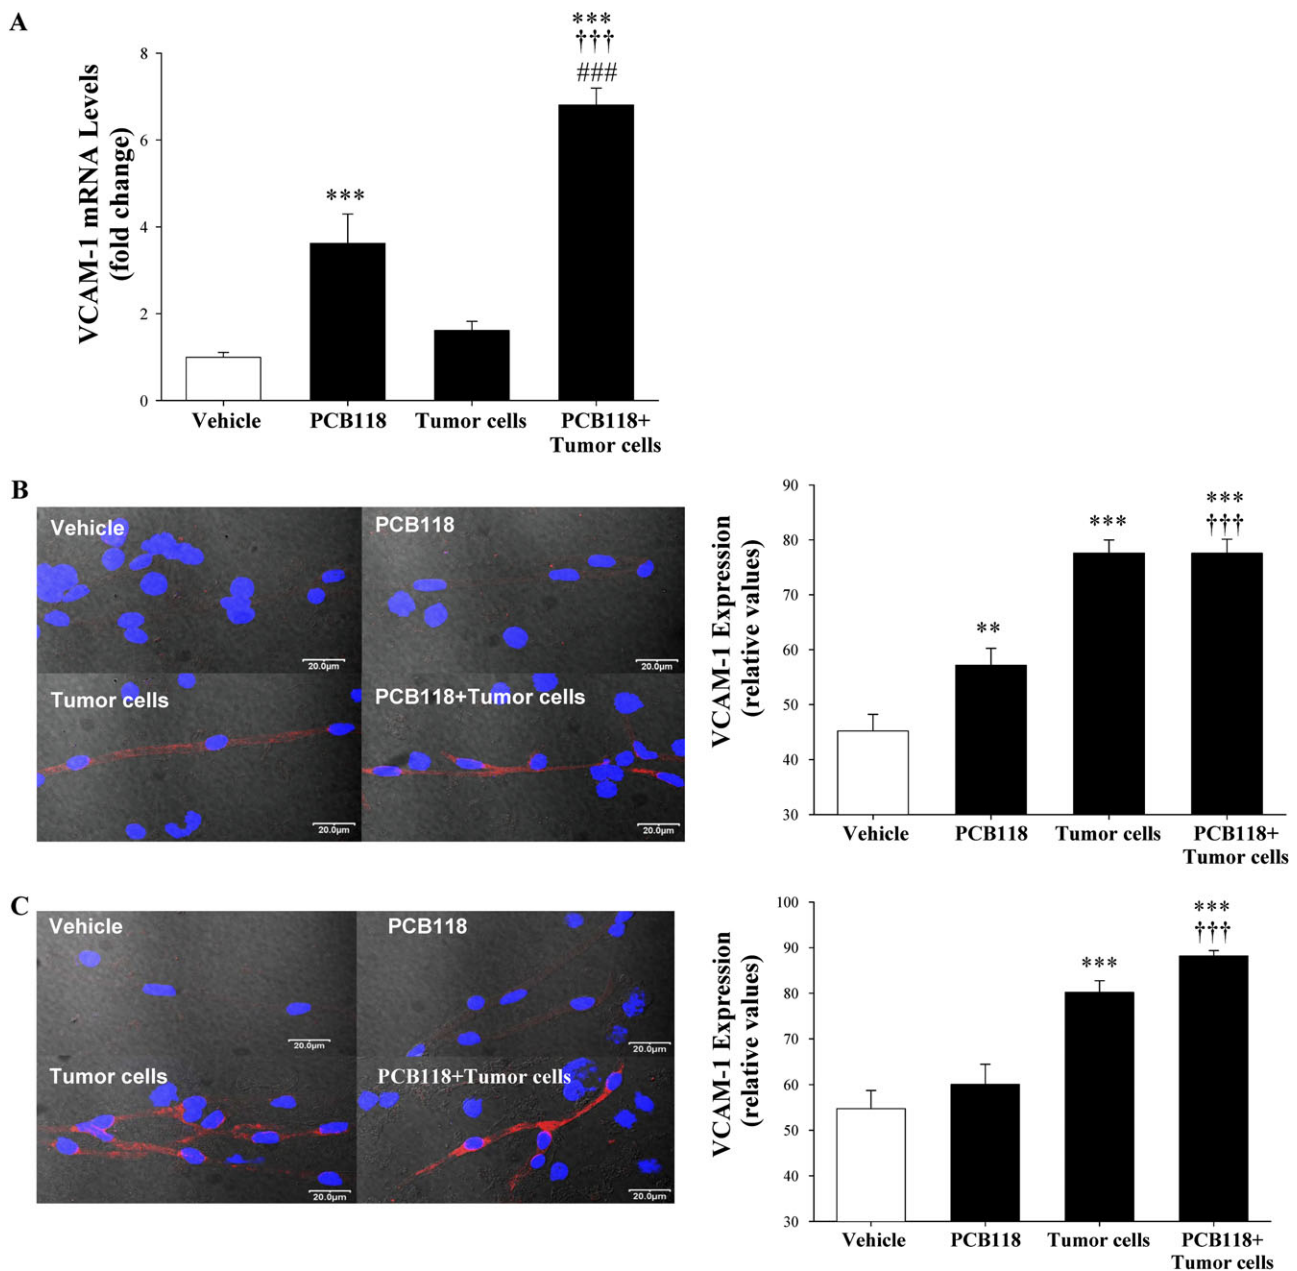 A
VCAM-1 mRNA Levels
(fold change)
8
6
4
2
0
***
***
†††
###
Vehicle
PCB118
Tumor cells
PCB118+
Tumor cells
B
Vehicle
20.0µm
PCB118
20.0µm
Tumor cells
20.0µm
PCB118+Tumor cells
20.0µm
VCAM-1 Expression
(relative values)
90
80
70
60
50
40
30
**
***
***
†††
Vehicle
PCB118
Tumor cells
PCB118+
Tumor cells
C
Vehicle
20.0µm
PCB118
20.0µm
Tumor cells
20.0µm
PCB118+Tumor cells
20.0µm
VCAM-1 Expression
(relative values)
100
90
80
70
60
50
40
30
***
***
†††
Vehicle
PCB118
Tumor cells
PCB118+
Tumor cells